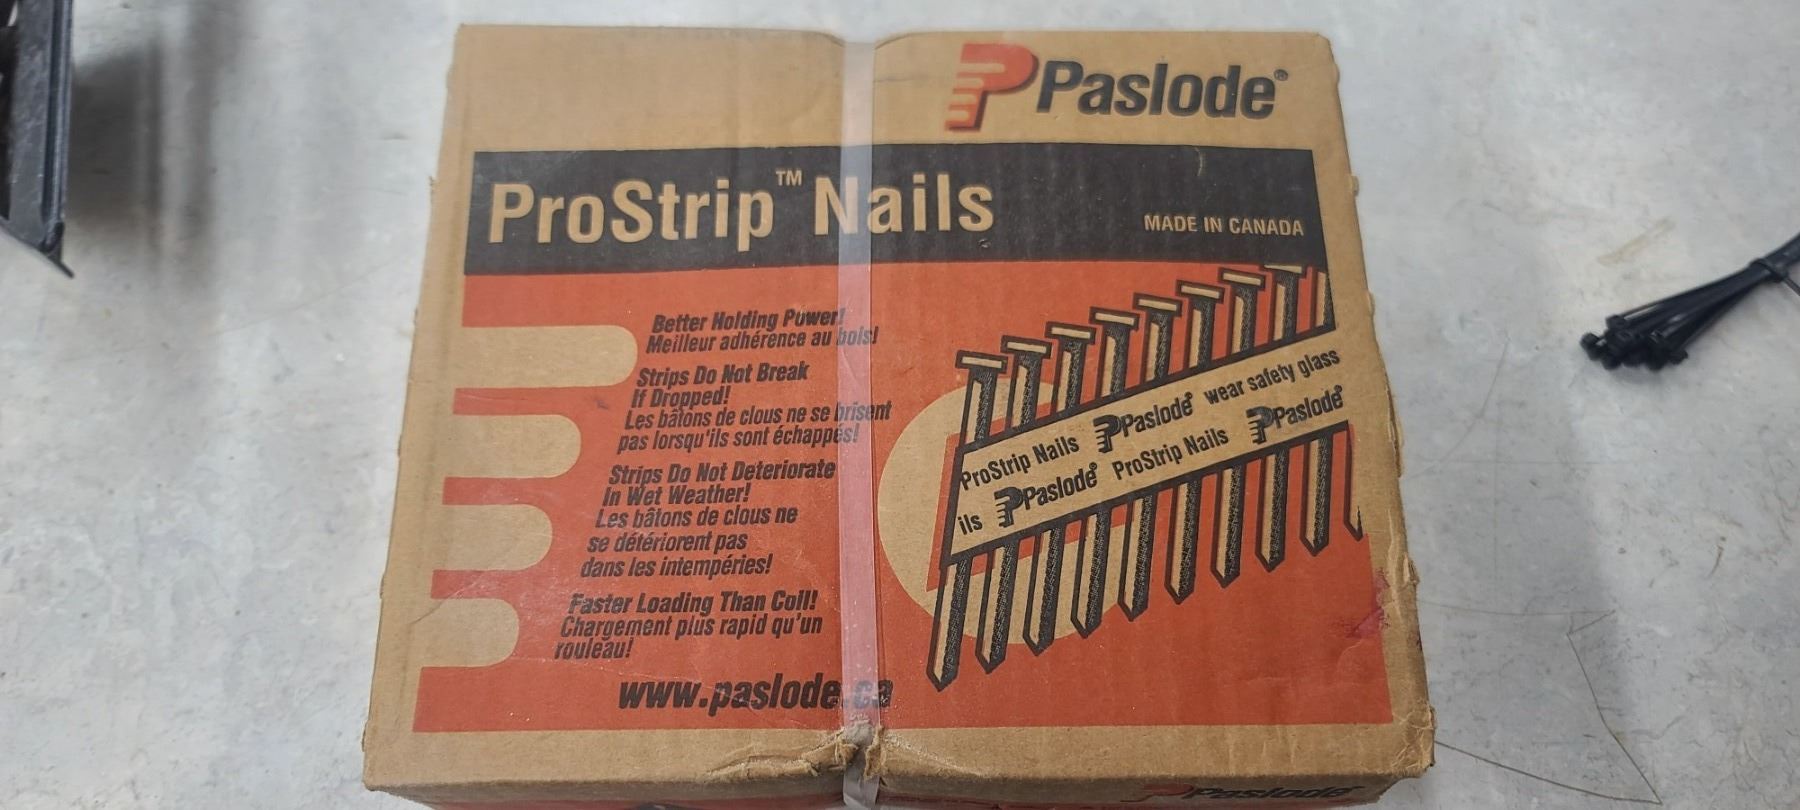 Paslode®
ProStrip™ Nails
MADE IN CANADA
Better Holding Power!
Meilleur adhérence au bois!
Strips Do Not Break
If Dropped!
Les bâtons de clous ne se brisent
pas lorsqu'ils sont échappés!
Strips Do Not Deteriorate
In Wet Weather!
Les bâtons de clous ne
se détériorent pas
dans les intempéries!
Faster Loading Than Coil!
Chargement plus rapid qu'un
rouleau!
www.paslode.ca
ProStrip Nails Paslode® wear safety glass
ils Paslode® ProStrip Nails Paslode®
Paslode